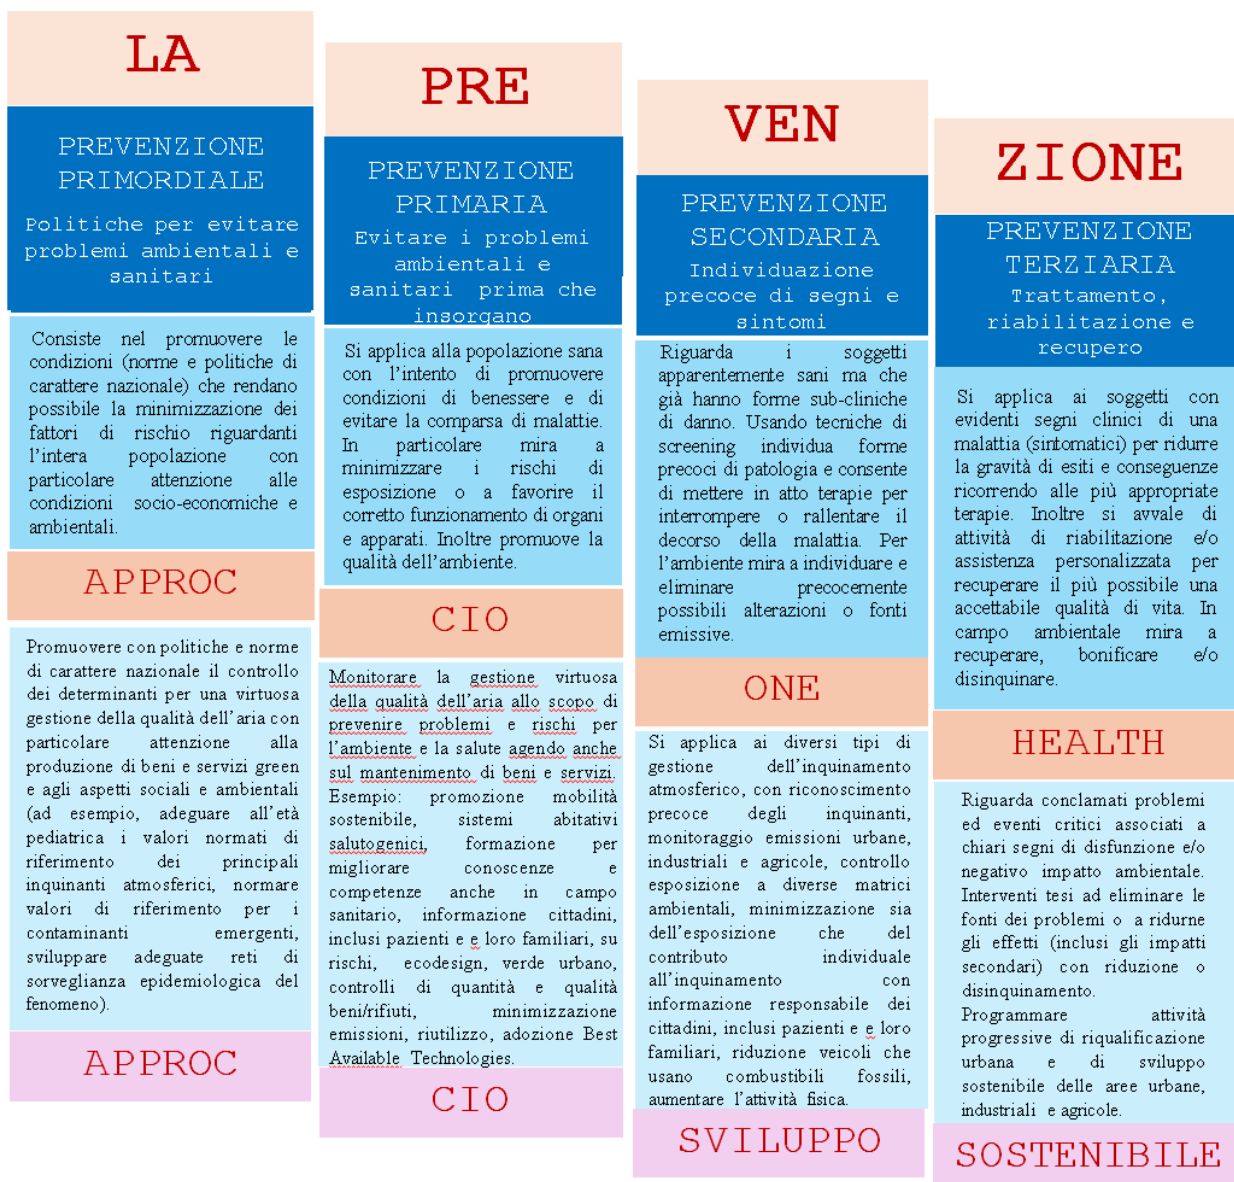 LA
PREVENZIONE
PRIMORDIALE
Politiche per evitare
problemi ambientali e
sanitari
Consiste nel promuovere le
condizioni (norme e politiche di
carattere nazionale) che rendano
possibile la minimizzazione dei
fattori di rischio riguardanti
l'intera popolazione con
particolare attenzione alle
condizioni socio-economiche e
ambientali.
APPROC
Promuovere con politiche e norme
di carattere nazionale il controllo
dei determinanti per una virtuosa
gestione della qualità dell'aria con
particolare attenzione alla
produzione di beni e servizi green
e agli aspetti sociali e ambientali
(ad esempio, adeguare all'età
pediatrica i valori normati di
riferimento dei principali
inquinanti atmosferici, normare
valori di riferimento per i
contaminanti emergenti,
sviluppare adeguate reti di
sorveglianza epidemiologica del
fenomeno).
APPROC
PRE
PREVENZIONE
PRIMARIA
Evitare i problemi
ambientali e
sanitari prima che
insorgano
Si applica alla popolazione sana
con l'intento di promuovere
condizioni di benessere e di
evitare la comparsa di malattie.
In particolare mira a
minimizzare i rischi di
esposizione o a favorire il
corretto funzionamento di organi
e apparati. Inoltre promuove la
qualità dell'ambiente.
CIO
Monitorare la gestione virtuosa
della qualità dell'aria allo scopo di
prevenire problemi e rischi per
l'ambiente e la salute agendo anche
sul mantenimento di beni e servizi.
Esempio: promozione mobilità
sostenibile, sistemi abitativi
salutogenici, formazione per
migliorare conoscenze e
competenze anche in campo
sanitario, informazione cittadini,
inclusi pazienti e e loro familiari, su
rischi, ecodesign, verde urbano,
controlli di quantità e qualità
beni/rifiuti, minimizzazione
emissioni, riutilizzo, adozione Best
Available Technologies.
CIO
VEN
PREVENZIONE
SECONDARIA
Individuazione
precoce di segni e
sintomi
Riguarda i soggetti
apparentemente sani ma che
già hanno forme sub-cliniche
di danno. Usando tecniche di
screening individua forme
precoci di patologia e consente
di mettere in atto terapie per
interrompere o rallentare il
decorso della malattia. Per
l'ambiente mira a individuare e
eliminare precocemente
possibili alterazioni o fonti
emissive.
ONE
Si applica ai diversi tipi di
gestione dell'inquinamento
atmosferico, con riconoscimento
precoce degli inquinanti,
monitoraggio emissioni urbane,
industriali e agricole, controllo
esposizione a diverse matrici
ambientali, minimizzazione sia
dell'esposizione che del
contributo individuale
all'inquinamento con
informazione responsabile dei
cittadini, inclusi pazienti e e loro
familiari, riduzione veicoli che
usano combustibili fossili,
aumentare l'attività fisica.
SVILUPPO
ZIONE
PREVENZIONE
TERZIARIA
Trattamento,
riabilitazione e
recupero
Si applica ai soggetti con
evidenti segni clinici di una
malattia (sintomatici) per ridurre
la gravità di esiti e conseguenze
ricorrendo alle più appropriate
terapie. Inoltre si avvale di
attività di riabilitazione e/o
assistenza personalizzata per
recuperare il più possibile una
accettabile qualità di vita. In
campo ambientale mira a
recuperare, bonificare e/o
disinquinare.
HEALTH
Riguarda conclamati problemi
ed eventi critici associati a
chiari segni di disfunzione e/o
negativo impatto ambientale.
Interventi tesi ad eliminare le
fonti dei problemi o a ridurne
gli effetti (inclusi gli impatti
secondari) con riduzione o
disinquinamento.
Programmare attività
progressive di riqualificazione
urbana e di sviluppo
sostenibile delle aree urbane,
industriali e agricole.
SOSTENIBILE